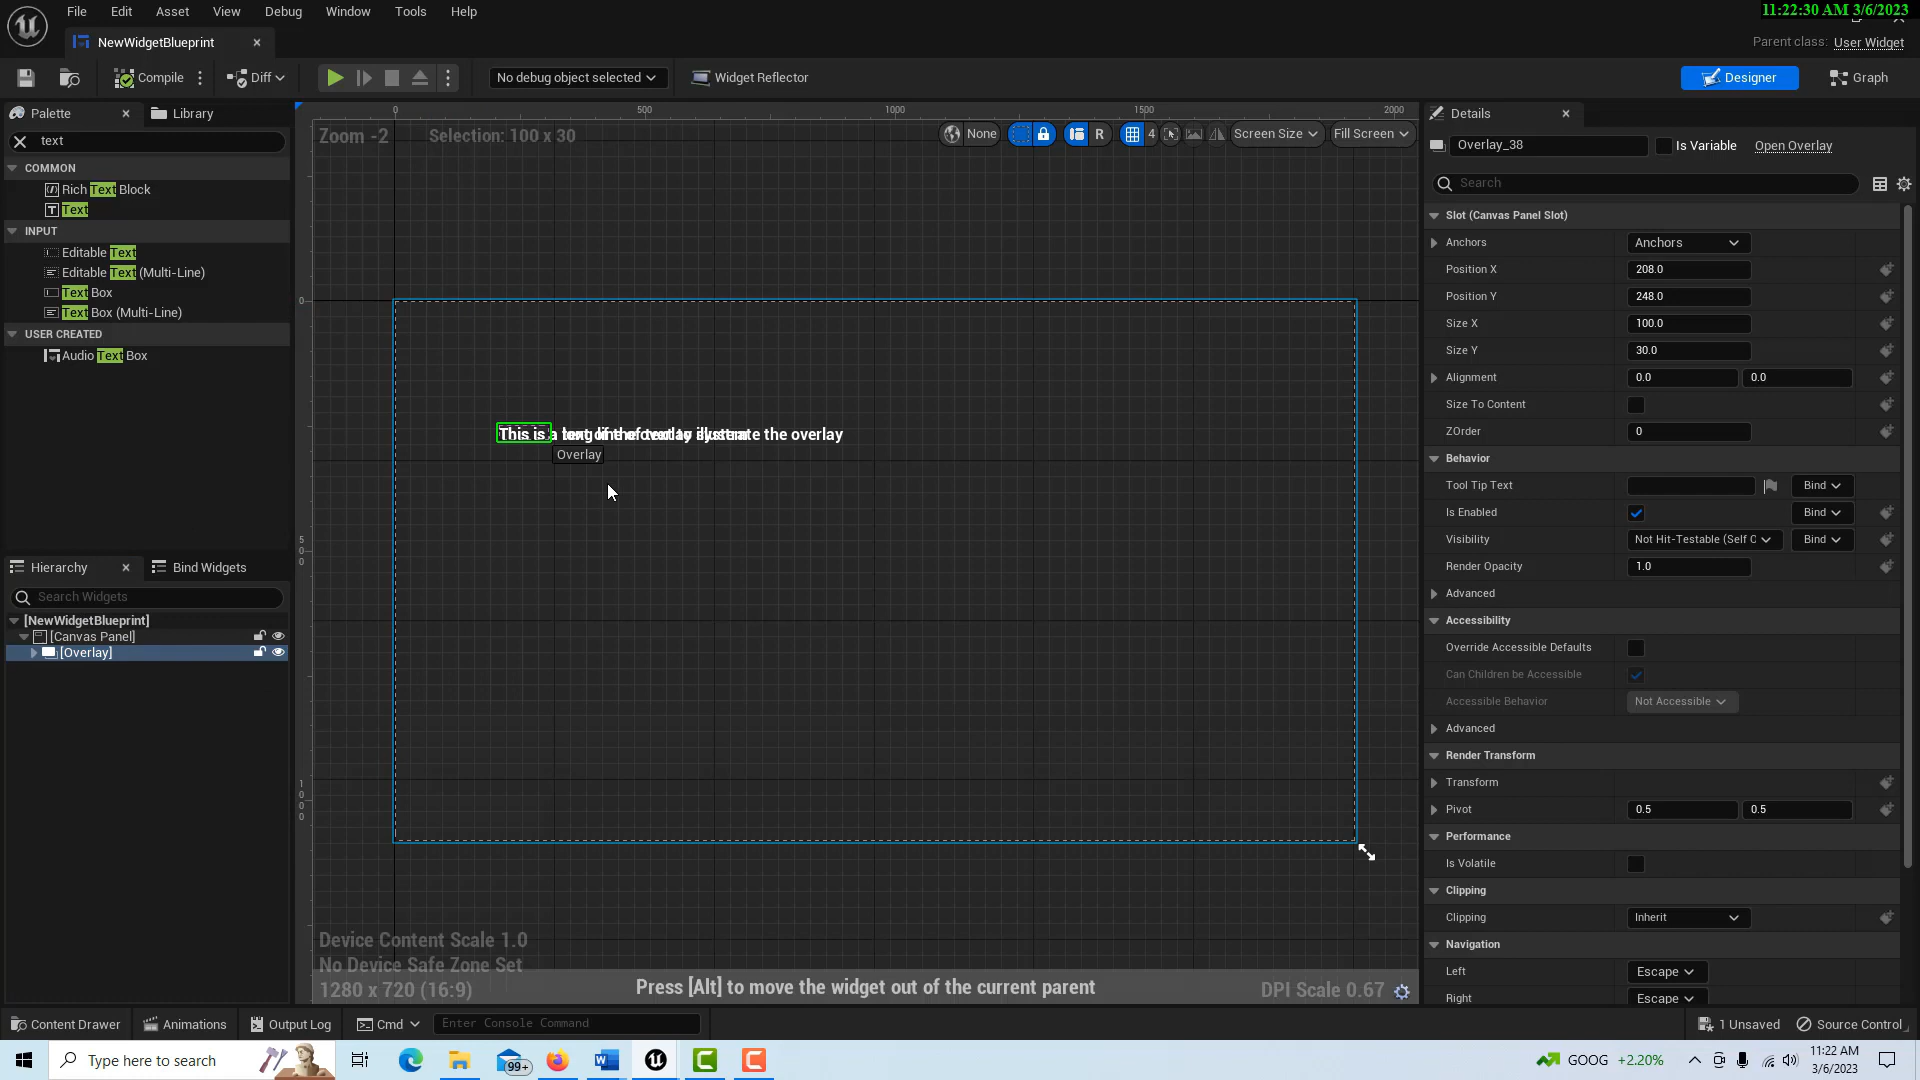 File Edit Asset View Debug Window Tools Help
11:22:30 AM 3/6/2023
NewWidgetBlueprint
Parent class: User Widget
Compile Diff No debug object selected Widget Reflector Designer Graph
Palette Library
text
COMMON
Rich Text Block
Text
INPUT
Editable Text
Editable Text (Multi-Line)
Text Box
Text Box (Multi-Line)
USER CREATED
Audio Text Box
Hierarchy Bind Widgets
Search Widgets
[NewWidgetBlueprint]
[Canvas Panel]
[Overlay]
0 500 1000 1500 2000
Zoom -2 Selection: 100 x 30
None R 4 Screen Size Fill Screen
0
500
1000
This is a
the overlay
Overlay
Device Content Scale 1.0
No Device Safe Zone Set
1280 x 720 (16:9)
Press [Alt] to move the widget out of the current parent
DPI Scale 0.67
Details
Overlay_38 Is Variable Open Overlay
Search
Slot (Canvas Panel Slot)
Anchors Anchors
Position X 208.0
Position Y 248.0
Size X 100.0
Size Y 30.0
Alignment 0.0 0.0
Size To Content
ZOrder 0
Behavior
Tool Tip Text Bind
Is Enabled Bind
Visibility Not Hit-Testable (Self C Bind
Render Opacity 1.0
Advanced
Accessibility
Override Accessible Defaults
Can Children be Accessible
Accessible Behavior Not Accessible
Advanced
Render Transform
Transform
Pivot 0.5 0.5
Performance
Is Volatile
Clipping
Clipping Inherit
Navigation
Left Escape
Right Escape
Content Drawer Animations Output Log Cmd Enter Console Command 1 Unsaved Source Control
Type here to search 99+ GOOG +2.20% 11:22 AM
3/6/2023